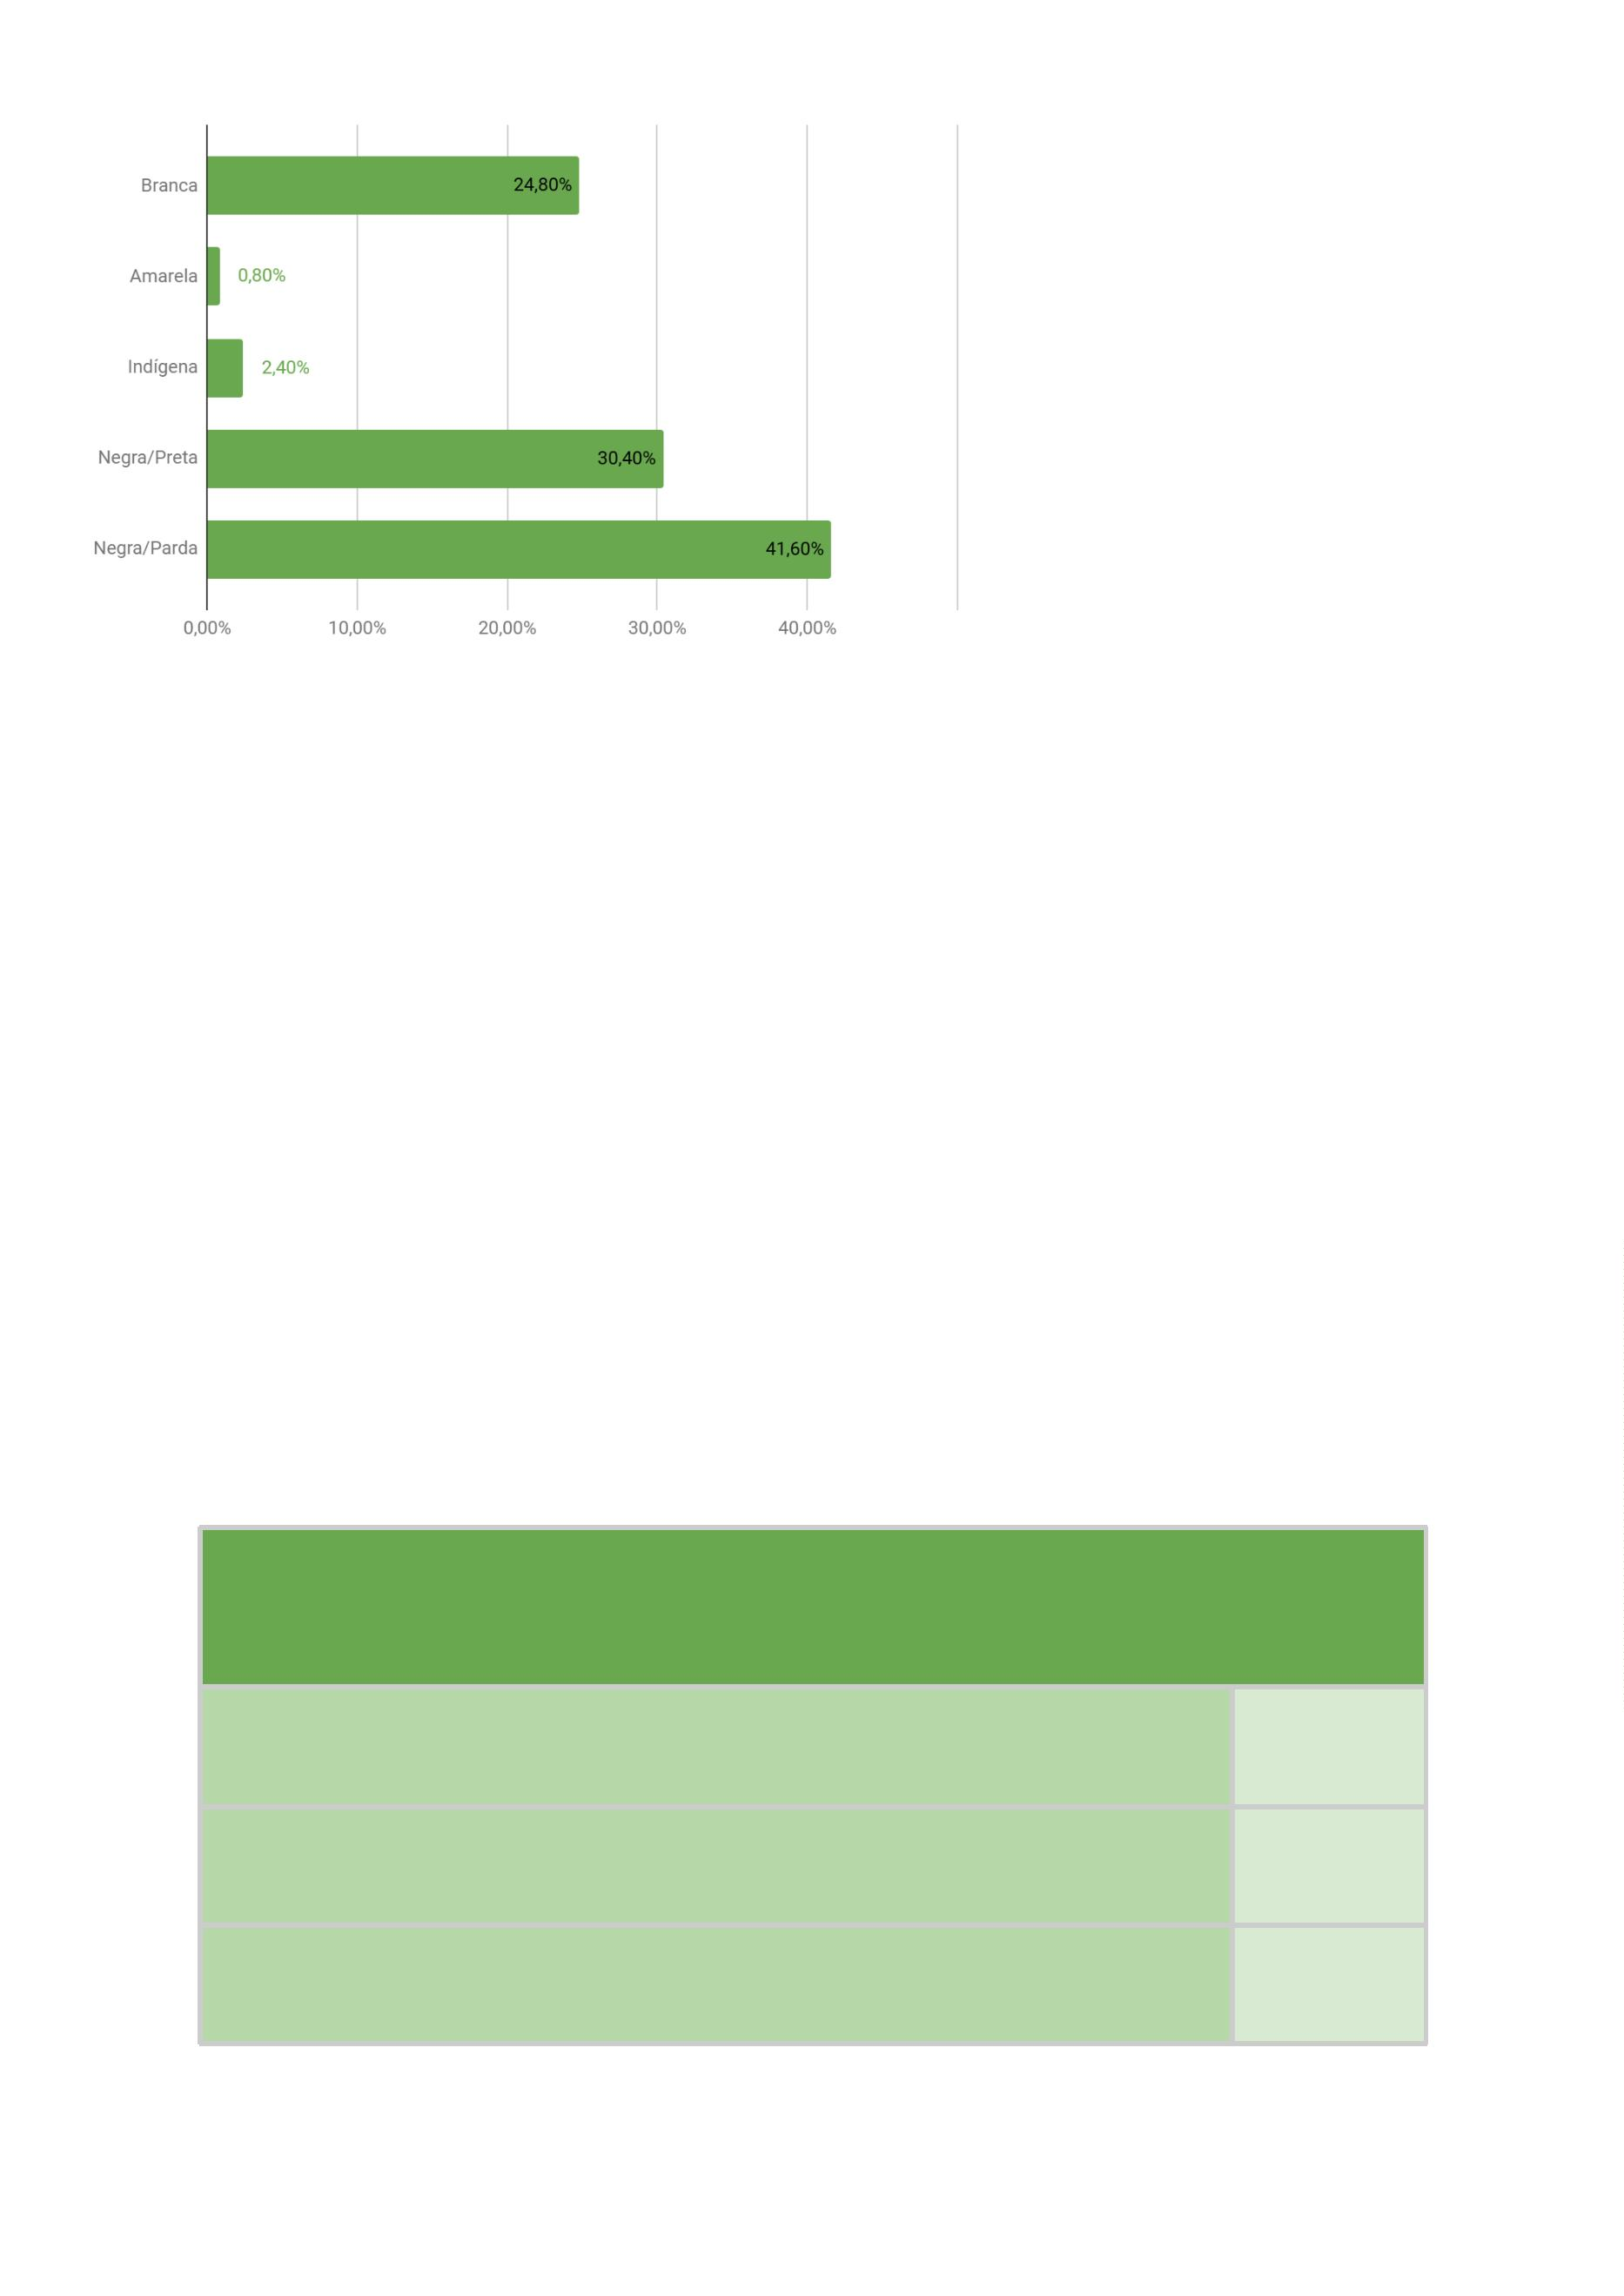 Branca 24,80%
Amarela 0,80%
Indígena 2,40%
Negra/Preta 30,40%
Negra/Parda 41,60%
0,00% 10,00% 20,00% 30,00% 40,00%